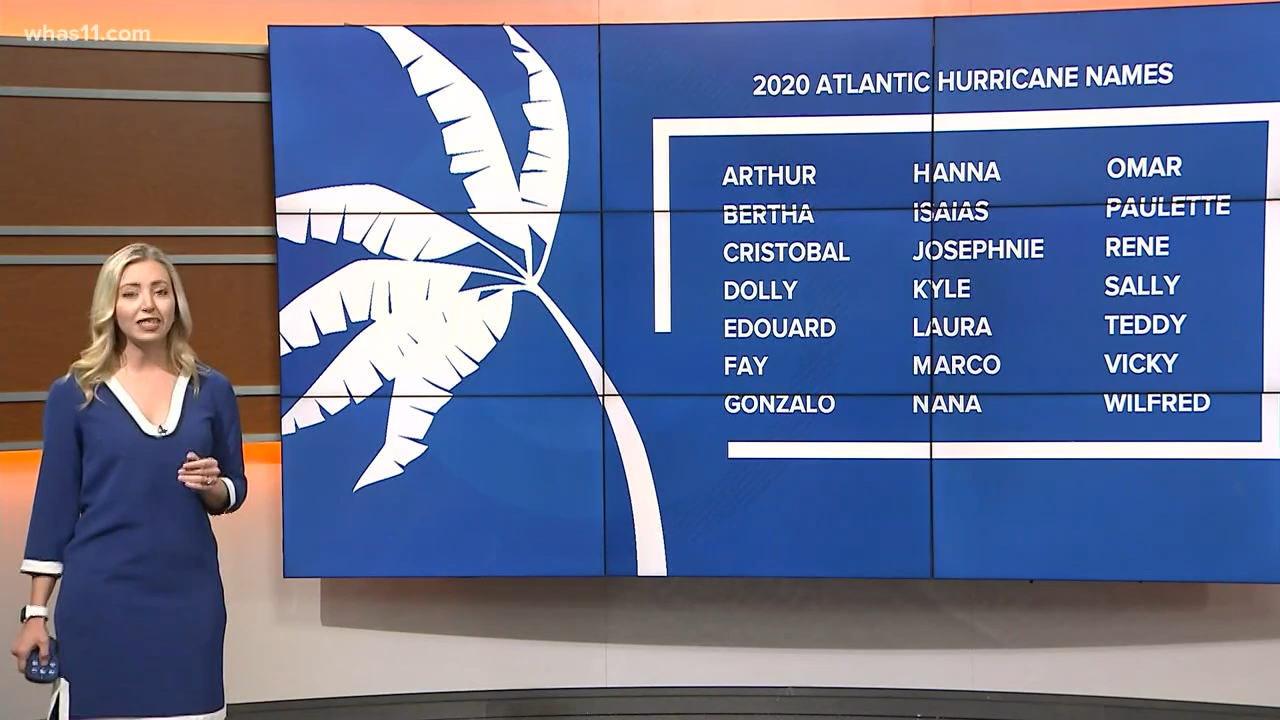 whas11.com
2020 ATLANTIC HURRICANE NAMES
ARTHUR
BERTHA
CRISTOBAL
DOLLY
EDOUARD
FAY
GONZALO
HANNA
ISAIAS
JOSEPHNIE
KYLE
LAURA
MARCO
NANA
OMAR
PAULETTE
RENE
SALLY
TEDDY
VICKY
WILFRED